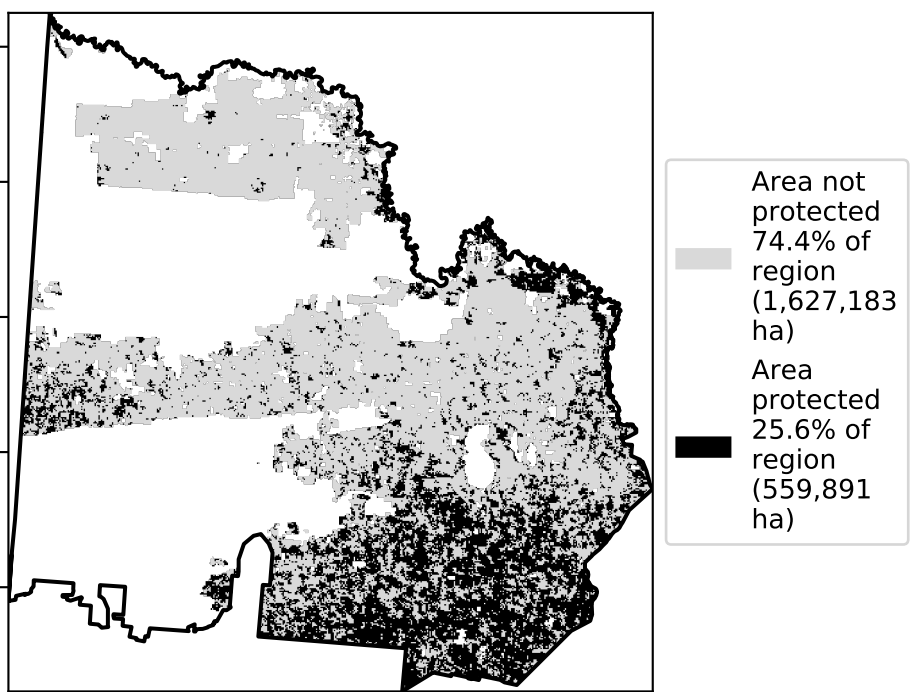 Area not
protected
74.4% of
region
(1,627,183
ha)
Area
protected
25.6% of
region
(559,891
ha)